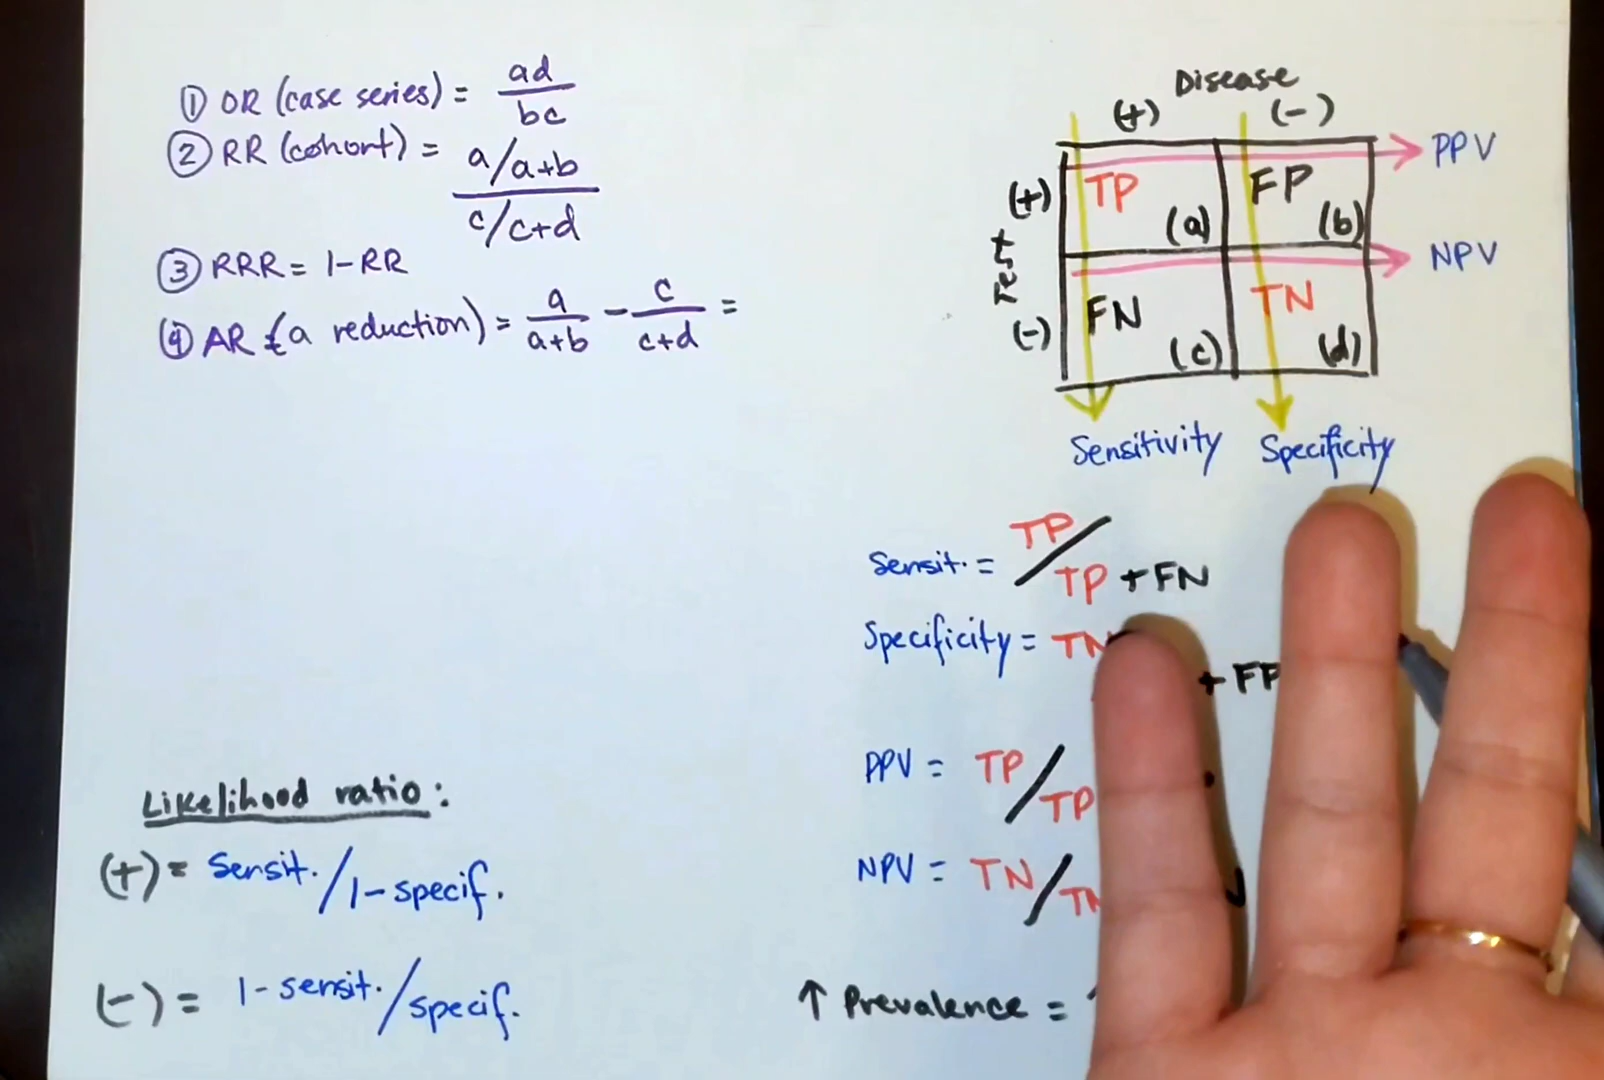 ① OR (case series) = ad / bc
② RR (cohort) = a/a+b / c/c+d
③ RRR = 1-RR
④ AR (a reduction) = a / a+b - c / c+d =
Likelihood ratio:
(+) = Sensit. / 1- specif.
(-) = 1- sensit. / specif.
Disease
(+) (-)
Test
(+) TP (a) FP (b) PPV
(-) FN (c) TN (d) NPV
Sensitivity Specificity
Sensit. = TP / TP + FN
Specificity = TN + FP
PPV = TP / TP
NPV = TN / TN
↑ Prevalence =